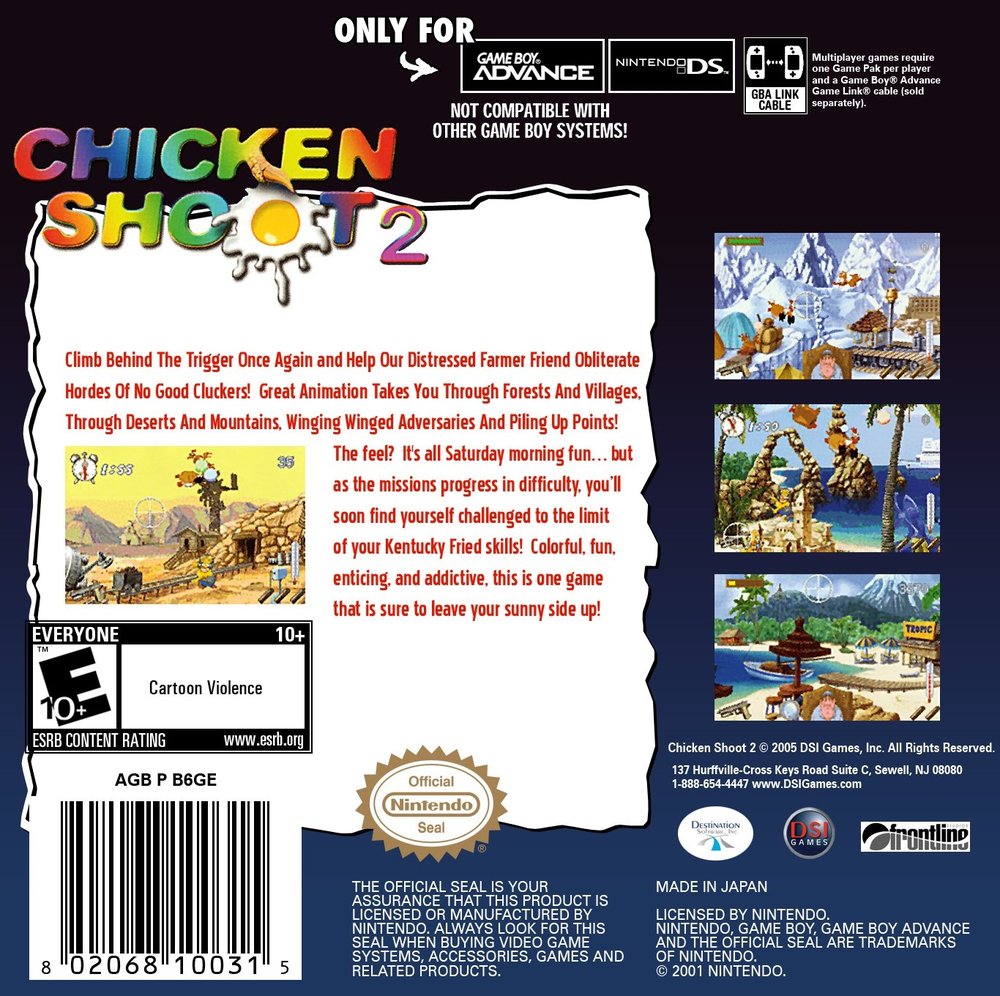 ONLY FOR
GAME BOY® ADVANCE
NINTENDO DS™
GBA LINK
CABLE
Multiplayer games require
one Game Pak per player
and a Game Boy® Advance
Game Link® cable (sold
separately).
NOT COMPATIBLE WITH
OTHER GAME BOY SYSTEMS!
CHICKEN
SHOOT 2
Climb Behind The Trigger Once Again and Help Our Distressed Farmer Friend Obliterate
Hordes Of No Good Cluckers! Great Animation Takes You Through Forests And Villages,
Through Deserts And Mountains, Winging Winged Adversaries And Piling Up Points!
The feel? It's all Saturday morning fun... but
as the missions progress in difficulty, you'll
soon find yourself challenged to the limit
of your Kentucky Fried skills! Colorful, fun,
enticing, and addictive, this is one game
that is sure to leave your sunny side up!
1:55
35
1:50
TROPIC
EVERYONE 10+
™
E
10+
Cartoon Violence
ESRB CONTENT RATING www.esrb.org
AGB P B6GE
8 02068 10031 5
Official
Nintendo
Seal
®
THE OFFICIAL SEAL IS YOUR
ASSURANCE THAT THIS PRODUCT IS
LICENSED OR MANUFACTURED BY
NINTENDO. ALWAYS LOOK FOR THIS
SEAL WHEN BUYING VIDEO GAME
SYSTEMS, ACCESSORIES, GAMES AND
RELATED PRODUCTS.
Chicken Shoot 2 © 2005 DSI Games, Inc. All Rights Reserved.
137 Hurffville-Cross Keys Road Suite C, Sewell, NJ 08080
1-888-654-4447 www.DSIGames.com
DESTINATION
SOFTWARE, INC
DSI
GAMES
frontline
MADE IN JAPAN
LICENSED BY NINTENDO.
NINTENDO, GAME BOY, GAME BOY ADVANCE
AND THE OFFICIAL SEAL ARE TRADEMARKS
OF NINTENDO.
© 2001 NINTENDO.